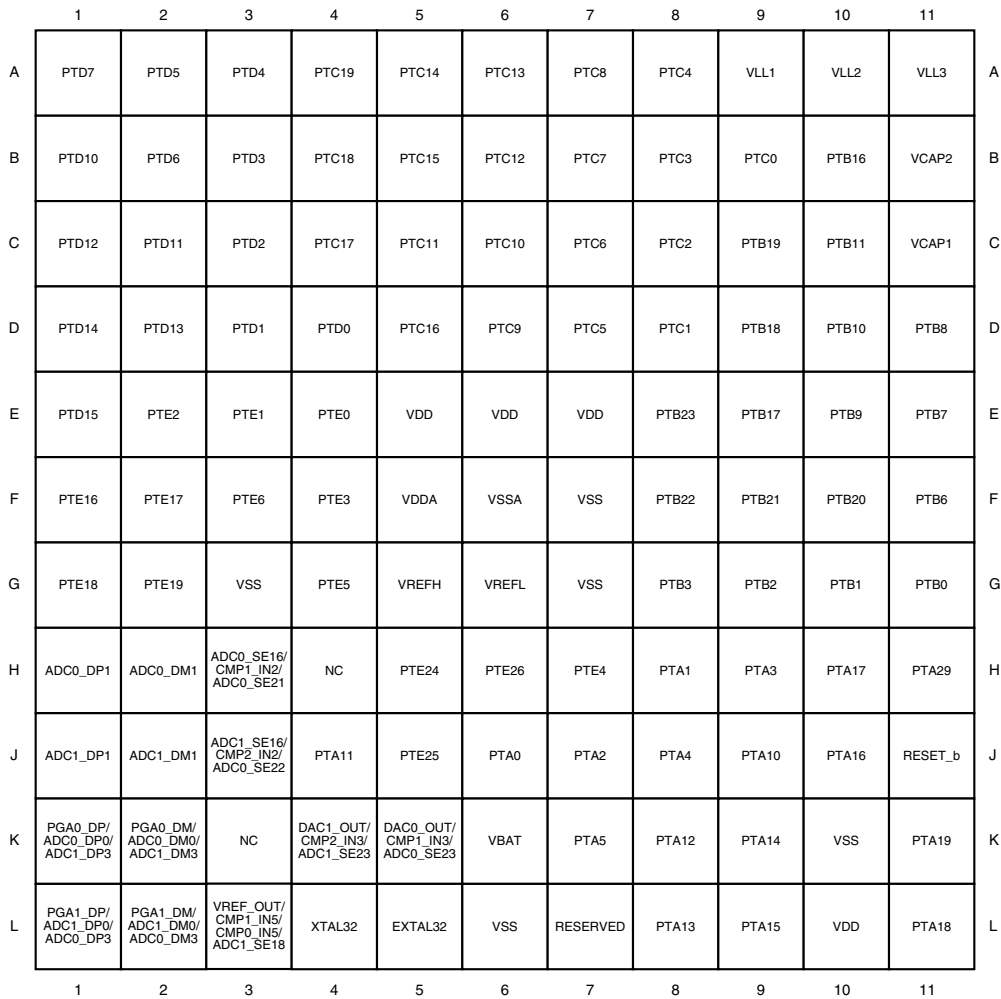 1 2 3 4 5 6 7 8 9 10 11
A PTD7 PTD5 PTD4 PTC19 PTC14 PTC13 PTC8 PTC4 VLL1 VLL2 VLL3 A
B PTD10 PTD6 PTD3 PTC18 PTC15 PTC12 PTC7 PTC3 PTC0 PTB16 VCAP2 B
C PTD12 PTD11 PTD2 PTC17 PTC11 PTC10 PTC6 PTC2 PTB19 PTB11 VCAP1 C
D PTD14 PTD13 PTD1 PTD0 PTC16 PTC9 PTC5 PTC1 PTB18 PTB10 PTB8 D
E PTD15 PTE2 PTE1 PTE0 VDD VDD VDD PTB23 PTB17 PTB9 PTB7 E
F PTE16 PTE17 PTE6 PTE3 VDDA VSSA VSS PTB22 PTB21 PTB20 PTB6 F
G PTE18 PTE19 VSS PTE5 VREFH VREFL VSS PTB3 PTB2 PTB1 PTB0 G
H ADC0_DP1 ADC0_DM1 ADC0_SE16/ CMP1_IN2/ ADC0_SE21 NC PTE24 PTE26 PTE4 PTA1 PTA3 PTA17 PTA29 H
J ADC1_DP1 ADC1_DM1 ADC1_SE16/ CMP2_IN2/ ADC0_SE22 PTA11 PTE25 PTA0 PTA2 PTA4 PTA10 PTA16 RESET_b J
K PGA0_DP/ ADC0_DP0/ ADC1_DP3 PGA0_DM/ ADC0_DM0/ ADC1_DM3 NC DAC1_OUT/ CMP2_IN3/ ADC1_SE23 DAC0_OUT/ CMP1_IN3/ ADC0_SE23 VBAT PTA5 PTA12 PTA14 VSS PTA19 K
L PGA1_DP/ ADC1_DP0/ ADC0_DP3 PGA1_DM/ ADC1_DM0/ ADC0_DM3 VREF_OUT/ CMP1_IN5/ CMP0_IN5/ ADC1_SE18 XTAL32 EXTAL32 VSS RESERVED PTA13 PTA15 VDD PTA18 L
1 2 3 4 5 6 7 8 9 10 11